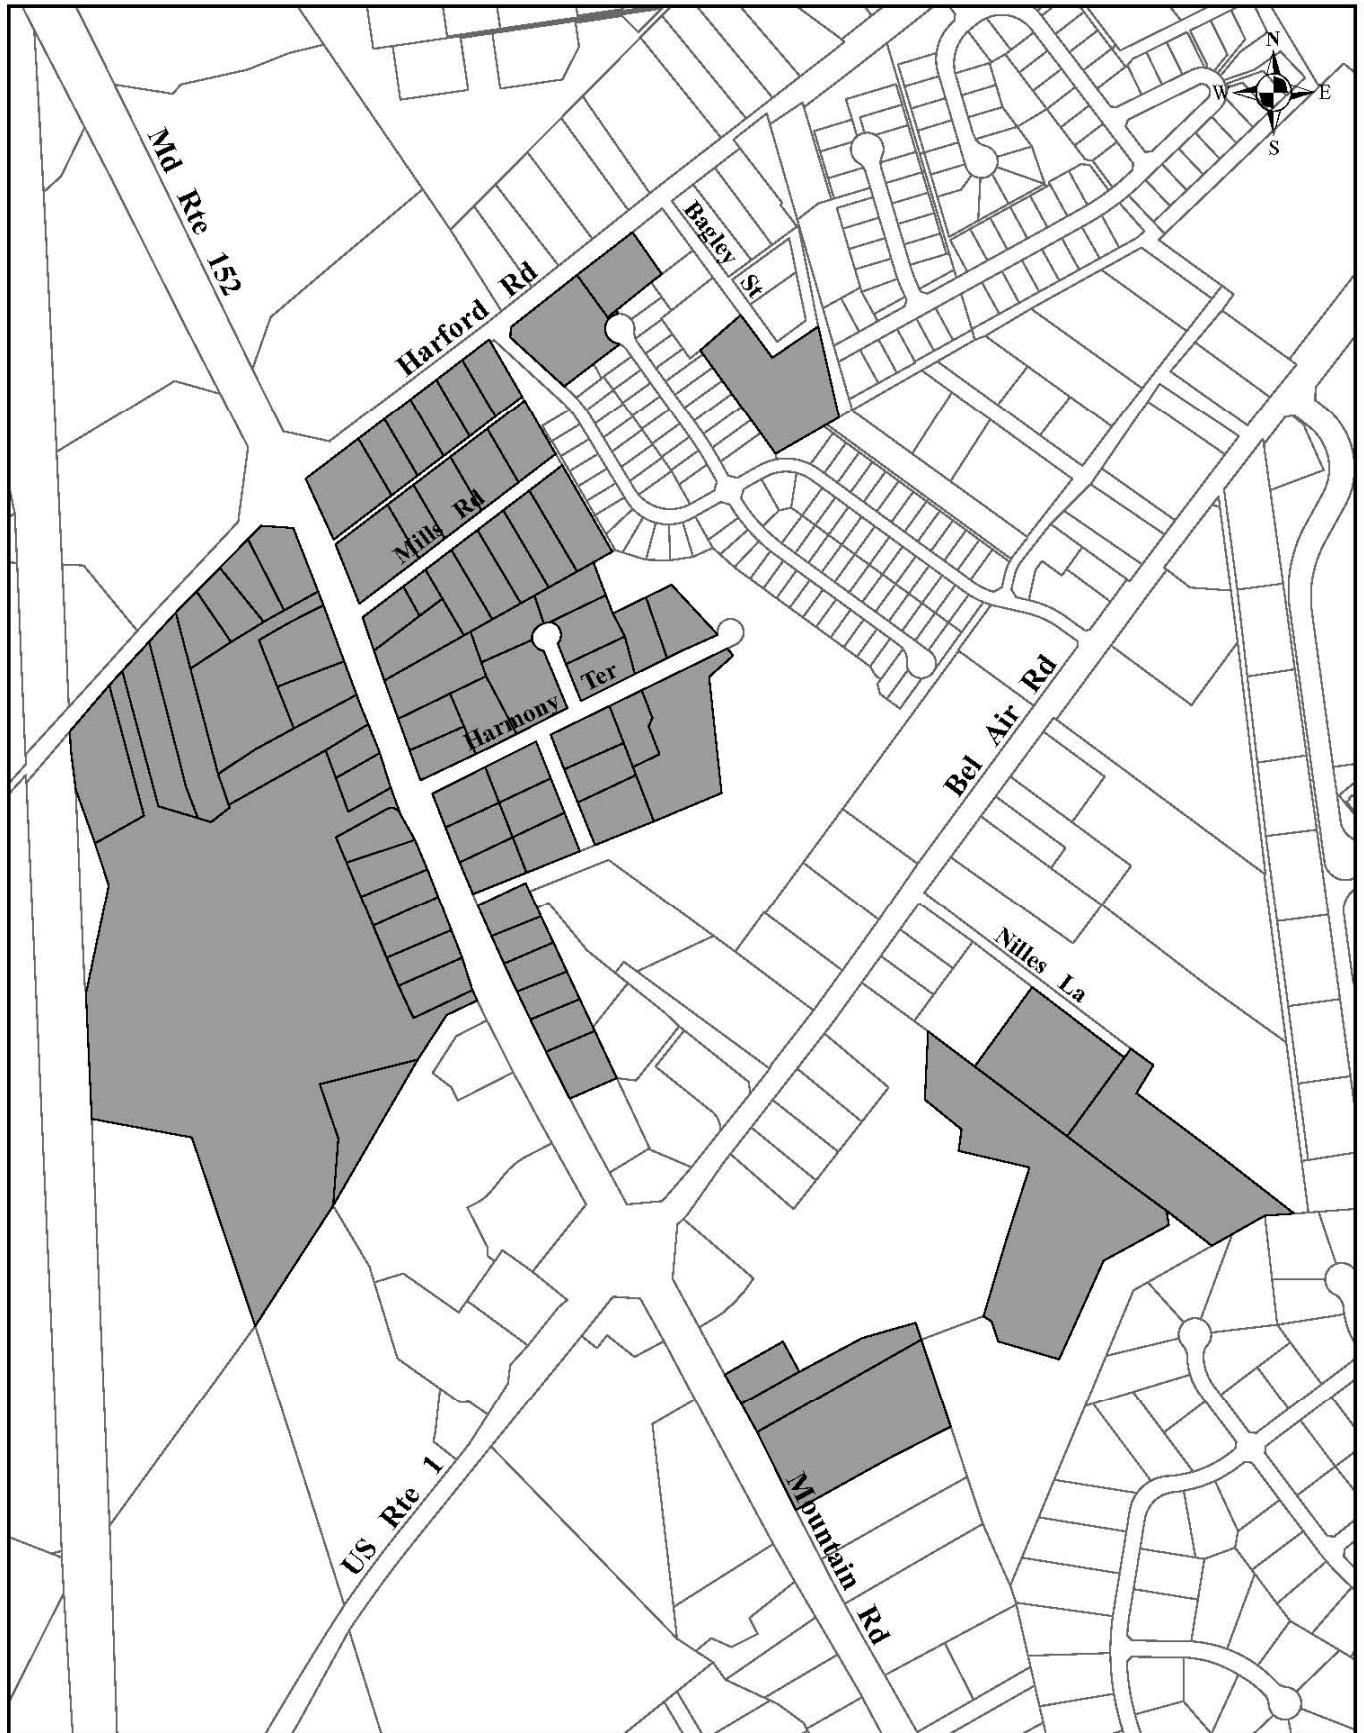 N
W E
S
Md Rte 152
Bagley St
Harford Rd
Mills Rd
Harmony Ter
Bel Air Rd
Nilles La
US Rte 1
Mountain Rd